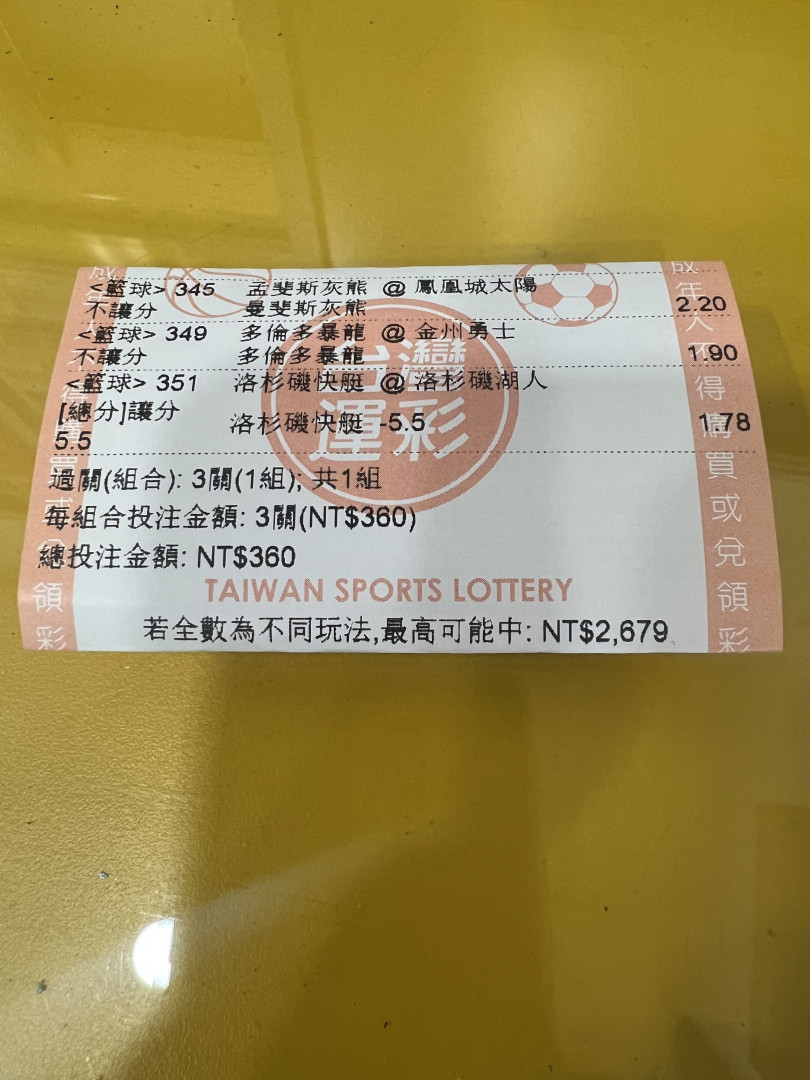 <籃球> 345 孟斐斯灰熊 @ 鳳凰城太陽
不讓分 曼斐斯灰熊 2.20
<籃球> 349 多倫多暴龍 @ 金州勇士
不讓分 多倫多暴龍 1.90
<籃球> 351 洛杉磯快艇 @ 洛杉磯湖人
[總分]讓分 洛杉磯快艇 -5.5 1.78
5.5
過關(組合): 3關(1組); 共1組
每組合投注金額: 3關(NT$360)
總投注金額: NT$360
TAIWAN SPORTS LOTTERY
若全數為不同玩法,最高可能中: NT$2,679
台灣
運彩
成年人不得購買或兌領彩
領彩